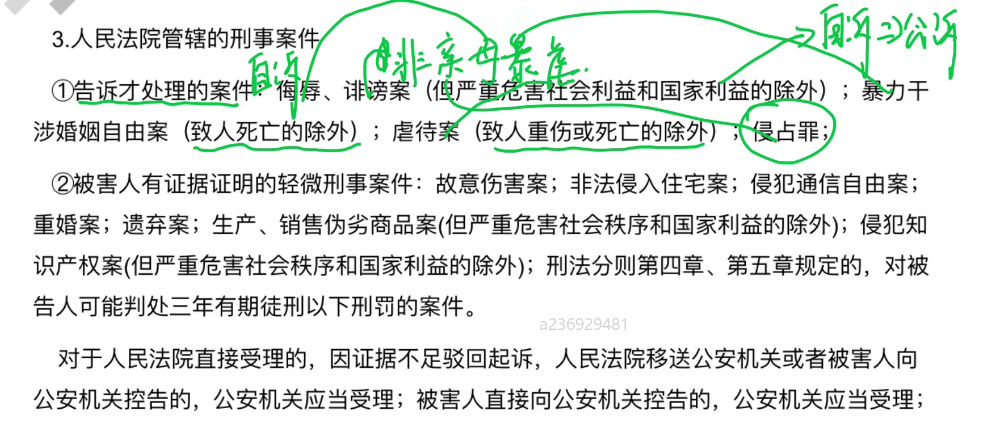 3.人民法院管辖的刑事案件
自诉
非亲母暴虐
自诉⇒公诉
①告诉才处理的案件：侮辱、诽谤案（但严重危害社会利益和国家利益的除外）；暴力干
涉婚姻自由案（致人死亡的除外）；虐待案（致人重伤或死亡的除外）；侵占罪；
②被害人有证据证明的轻微刑事案件：故意伤害案；非法侵入住宅案；侵犯通信自由案；
重婚案；遗弃案；生产、销售伪劣商品案(但严重危害社会秩序和国家利益的除外)；侵犯知
识产权案(但严重危害社会秩序和国家利益的除外)；刑法分则第四章、第五章规定的，对被
告人可能判处三年有期徒刑以下刑罚的案件。
a236929481
对于人民法院直接受理的，因证据不足驳回起诉，人民法院移送公安机关或者被害人向
公安机关控告的，公安机关应当受理；被害人直接向公安机关控告的，公安机关应当受理；